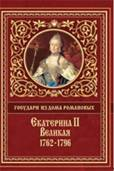 ГОСУДАРИ ИЗ ДОМА РОМАНОВЫХ
ЕКАТЕРИНА II
ВЕЛИКАЯ
1762-1796